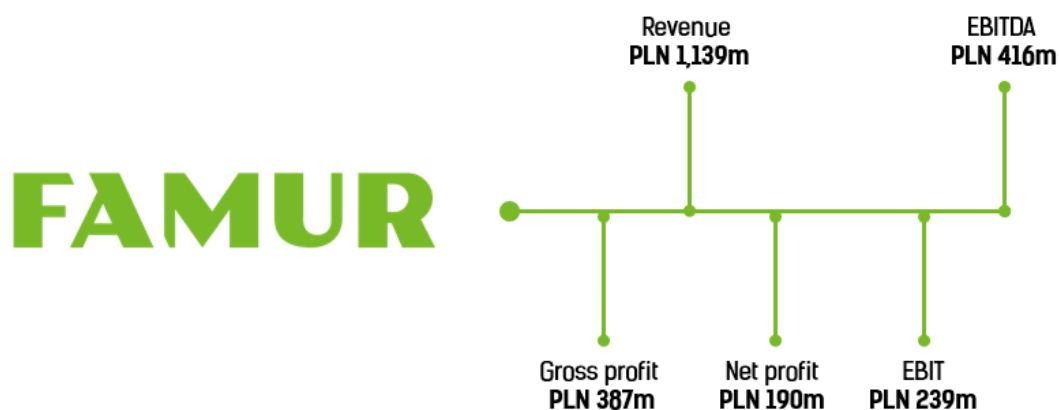 Revenue
PLN 1,139m
EBITDA
PLN 416m
FAMUR
Gross profit
PLN 387m
Net profit
PLN 190m
EBIT
PLN 239m